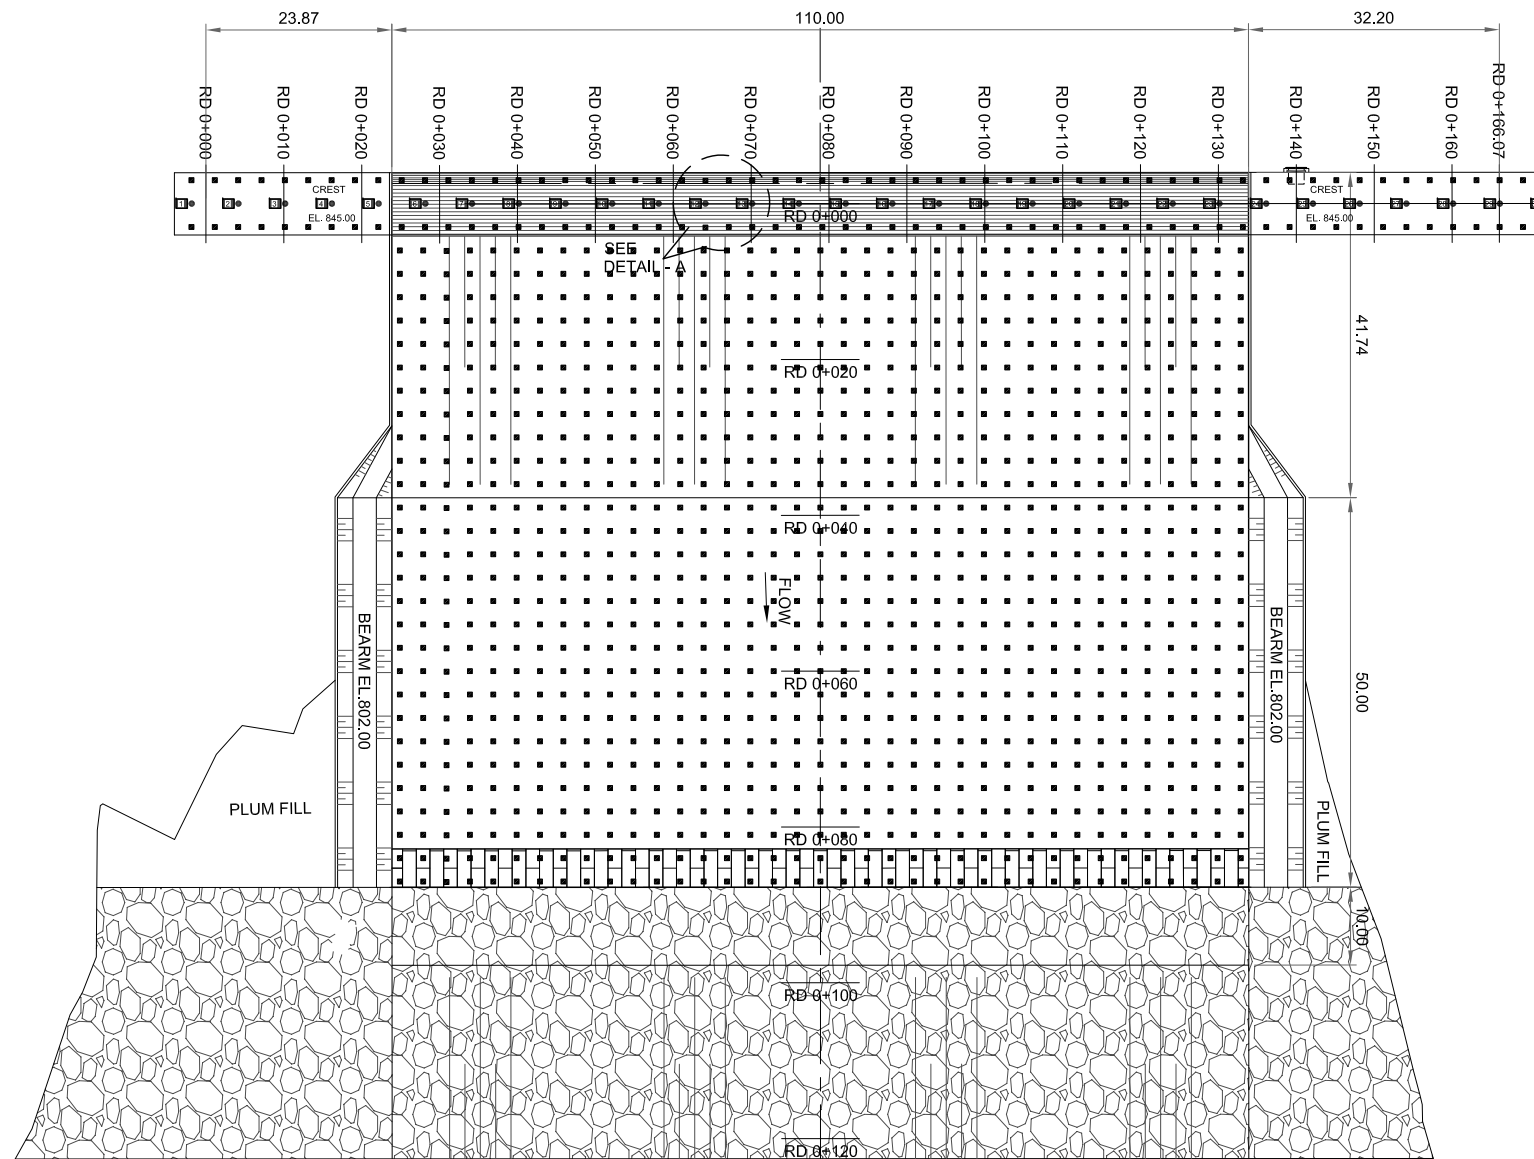 23.87
110.00
32.20
RD 0+000
RD 0+010
RD 0+020
RD 0+030
RD 0+040
RD 0+050
RD 0+060
RD 0+070
RD 0+080
RD 0+090
RD 0+100
RD 0+110
RD 0+120
RD 0+130
RD 0+140
RD 0+150
RD 0+160
RD 0+166.07
CREST
EL. 845.00
CREST
EL. 845.00
1
2
3
4
5
RD 0+000
SEE
DETAIL - A
41.74
RD 0+020
RD 0+040
FLOW
BEARM EL.802.00
BEARM EL.802.00
RD 0+060
50.00
PLUM FILL
PLUM FILL
RD 0+080
10.00
RD 0+100
RD 0+120